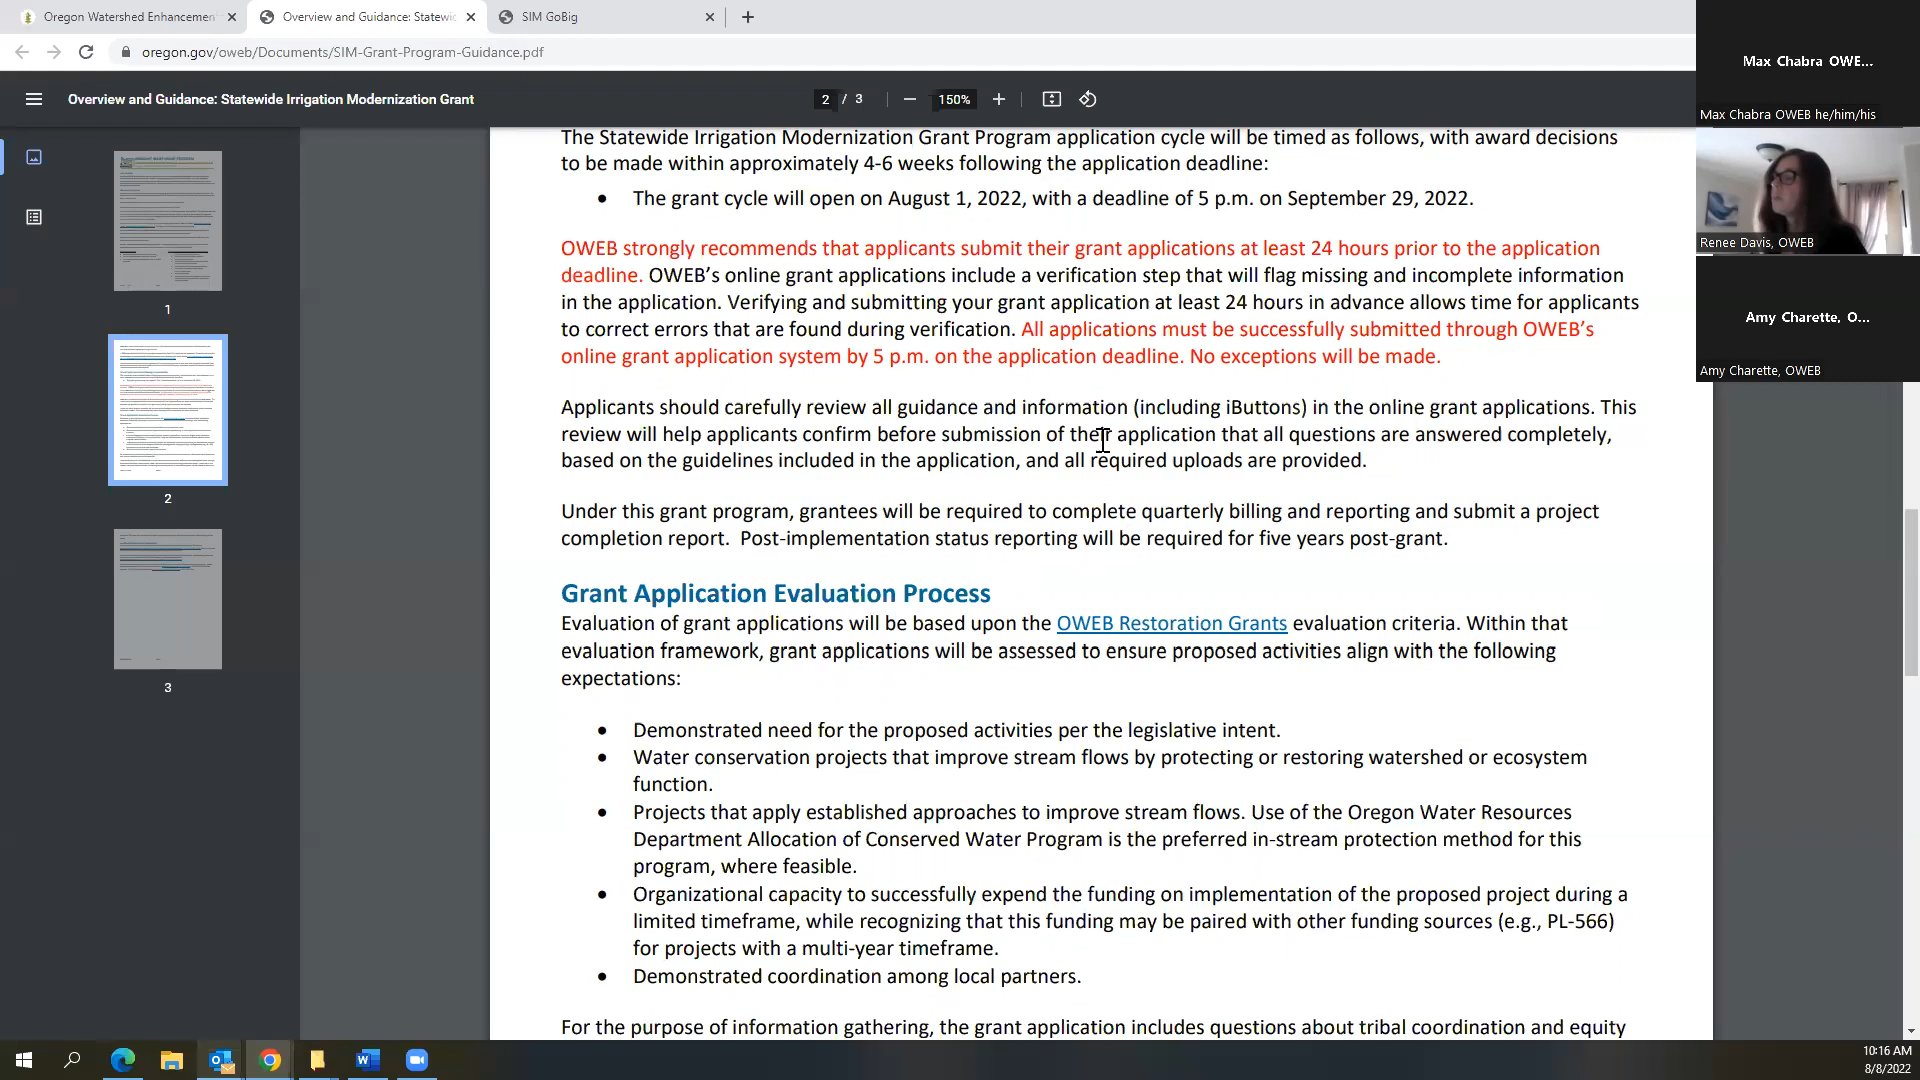 Oregon Watershed Enhancement
Overview and Guidance: Statewi
SIM GoBig
oregon.gov/oweb/Documents/SIM-Grant-Program-Guidance.pdf
Overview and Guidance: Statewide Irrigation Modernization Grant
2 / 3
150%
1
2
3
The Statewide Irrigation Modernization Grant Program application cycle will be timed as follows, with award decisions
to be made within approximately 4-6 weeks following the application deadline:
• The grant cycle will open on August 1, 2022, with a deadline of 5 p.m. on September 29, 2022.
OWEB strongly recommends that applicants submit their grant applications at least 24 hours prior to the application
deadline. OWEB’s online grant applications include a verification step that will flag missing and incomplete information
in the application. Verifying and submitting your grant application at least 24 hours in advance allows time for applicants
to correct errors that are found during verification. All applications must be successfully submitted through OWEB’s
online grant application system by 5 p.m. on the application deadline. No exceptions will be made.
Applicants should carefully review all guidance and information (including iButtons) in the online grant applications. This
review will help applicants confirm before submission of their application that all questions are answered completely,
based on the guidelines included in the application, and all required uploads are provided.
Under this grant program, grantees will be required to complete quarterly billing and reporting and submit a project
completion report.  Post-implementation status reporting will be required for five years post-grant.
Grant Application Evaluation Process
Evaluation of grant applications will be based upon the OWEB Restoration Grants evaluation criteria. Within that
evaluation framework, grant applications will be assessed to ensure proposed activities align with the following
expectations:
• Demonstrated need for the proposed activities per the legislative intent.
• Water conservation projects that improve stream flows by protecting or restoring watershed or ecosystem
function.
• Projects that apply established approaches to improve stream flows. Use of the Oregon Water Resources
Department Allocation of Conserved Water Program is the preferred in-stream protection method for this
program, where feasible.
• Organizational capacity to successfully expend the funding on implementation of the proposed project during a
limited timeframe, while recognizing that this funding may be paired with other funding sources (e.g., PL-566)
for projects with a multi-year timeframe.
• Demonstrated coordination among local partners.
For the purpose of information gathering, the grant application includes questions about tribal coordination and equity
Max Chabra OWE...
Max Chabra OWEB he/him/his
Renee Davis, OWEB
Amy Charette, O...
Amy Charette, OWEB
10:16 AM
8/8/2022